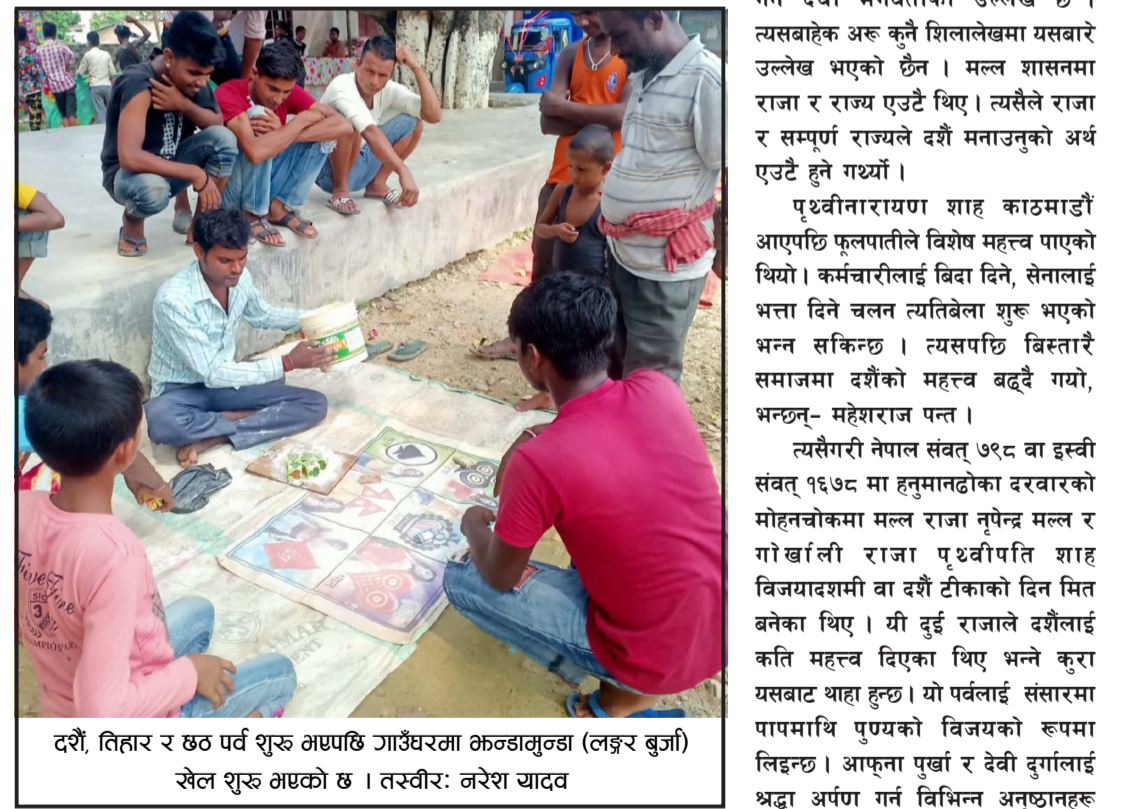 दशैं, तिहार र छठ पर्व शुरु भएपछि गाउँघरमा झन्डामुन्डा (लङ्गर बुर्जा)
खेल शुरु भएको छ । तस्वीर: नरेश यादव
त्यसबाहेक अरू कुनै शिलालेखमा यसबारे
उल्लेख भएको छैन । मल्ल शासनमा
राजा र राज्य एउटै थिए । त्यसैले राजा
र सम्पूर्ण राज्यले दशैं मनाउनुको अर्थ
एउटै हुने गर्थ्यो ।
पृथ्वीनारायण शाह काठमाडौं
आएपछि फूलपातीले विशेष महत्त्व पाएको
थियो । कर्मचारीलाई बिदा दिने, सेनालाई
भत्ता दिने चलन त्यतिबेला शुरू भएको
भन्न सकिन्छ । त्यसपछि बिस्तारै
समाजमा दशैंको महत्त्व बढ्दै गयो,
भन्छन्– महेशराज पन्त ।
त्यसैगरी नेपाल संवत् ७९८ वा इस्वी
संवत् १६७८ मा हनुमानढोका दरवारको
मोहनचोकमा मल्ल राजा नृपेन्द्र मल्ल र
गोर्खाली राजा पृथ्वीपति शाह
विजयादशमी वा दशैं टीकाको दिन मित
बनेका थिए । यी दुई राजाले दशैंलाई
कति महत्त्व दिएका थिए भन्ने कुरा
यसबाट थाहा हुन्छ । यो पर्वलाई संसारमा
पापमाथि पुण्यको विजयको रूपमा
लिइन्छ । आफ्ना पुर्खा र देवी दुर्गालाई
श्रद्धा अर्पण गर्न विभिन्न अनुष्ठानहरू